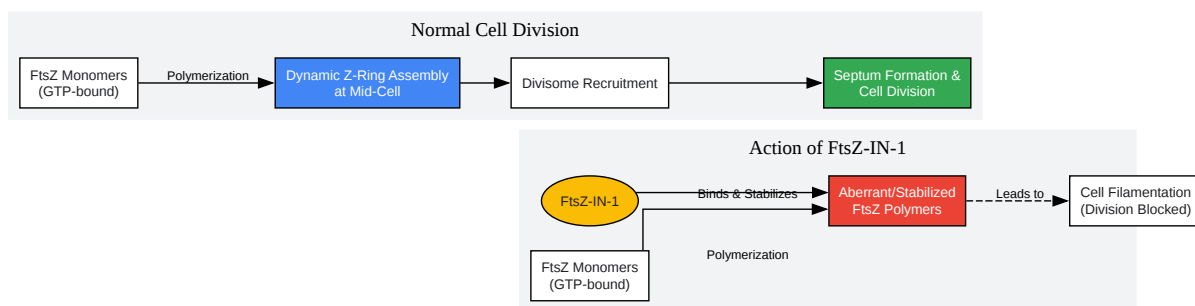 Normal Cell Division
FtsZ Monomers
(GTP-bound)
Polymerization
Dynamic Z-Ring Assembly
at Mid-Cell
Divisome Recruitment
Septum Formation &
Cell Division
Action of FtsZ-IN-1
FtsZ-IN-1
Binds & Stabilizes
Aberrant/Stabilized
FtsZ Polymers
Leads to
Cell Filamentation
(Division Blocked)
FtsZ Monomers
(GTP-bound)
Polymerization